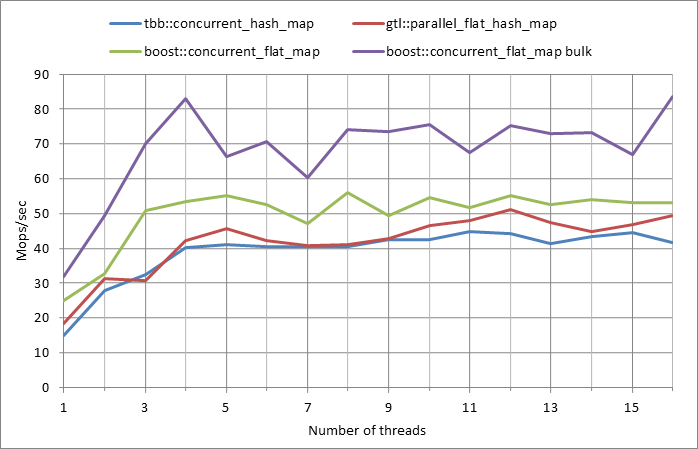 tbb::concurrent_hash_map gtl::parallel_flat_hash_map
boost::concurrent_flat_map boost::concurrent_flat_map bulk
90
80
70
60
50
40
30
20
10
0
Mops/sec
1 3 5 7 9 11 13 15
Number of threads